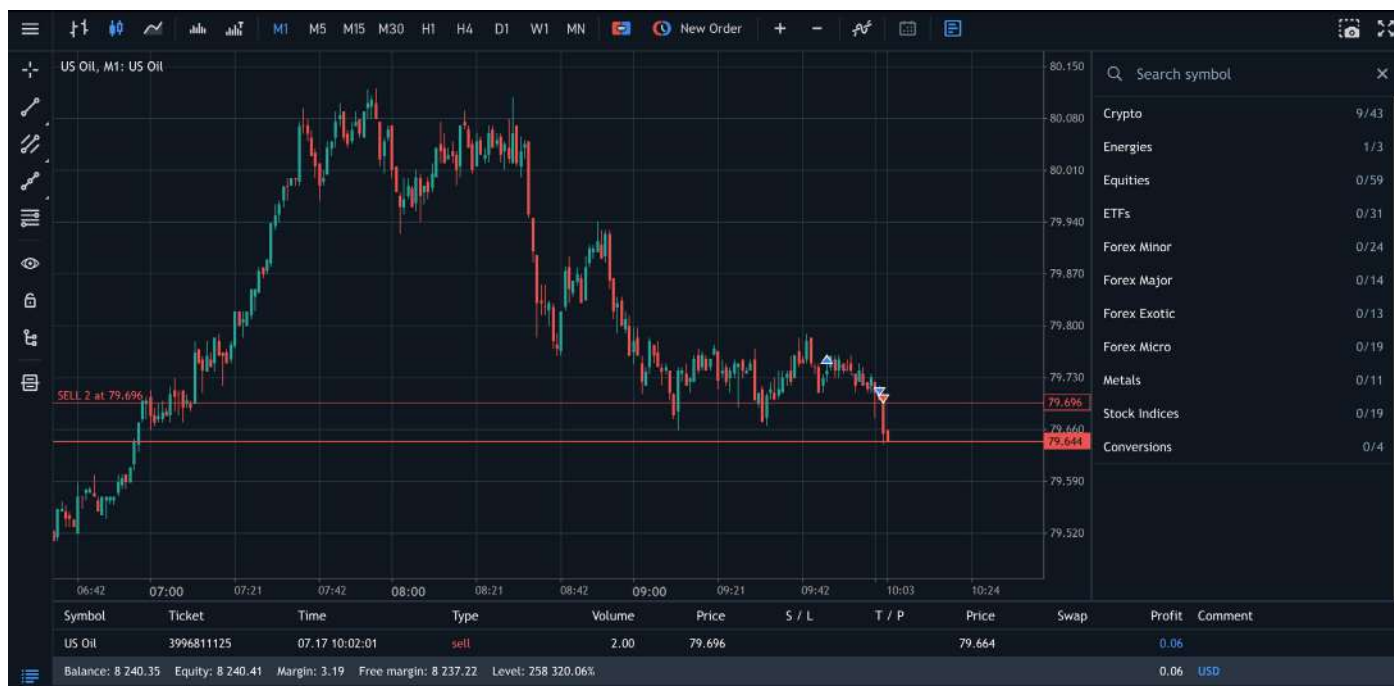 M1 M5 M15 M30 H1 H4 D1 W1 MN New Order
US Oil, M1: US Oil
80.150
80.080
80.010
79.940
79.870
79.800
79.730
SELL 2 at 79.696
79.696
79.660
79.644
79.590
79.520
06:42 07:00 07:21 07:42 08:00 08:21 08:42 09:00 09:21 09:42 10:03 10:24
Search symbol
Crypto 9/43
Energies 1/3
Equities 0/59
ETFs 0/31
Forex Minor 0/24
Forex Major 0/14
Forex Exotic 0/13
Forex Micro 0/19
Metals 0/11
Stock Indices 0/19
Conversions 0/4
Symbol Ticket Time Type Volume Price S / L T / P Price Swap Profit Comment
US Oil 3996811125 07.17 10:02:01 sell 2.00 79.696 79.664 0.06
Balance: 8 240.35 Equity: 8 240.41 Margin: 3.19 Free margin: 8 237.22 Level: 258 320.06% 0.06 USD